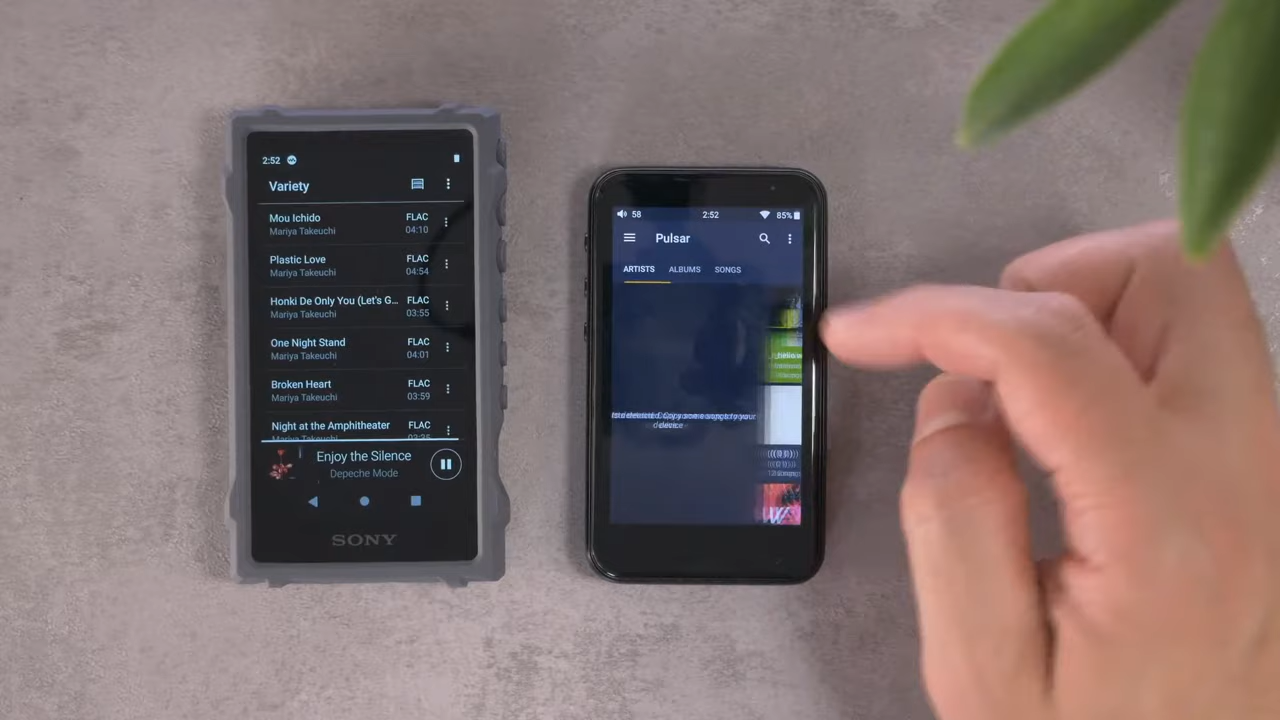 2:52
Variety
Mou Ichido
FLAC
Mariya Takeuchi
04:10
Plastic Love
FLAC
Mariya Takeuchi
04:54
Honki De Only You (Let's G...
FLAC
Mariya Takeuchi
03:55
One Night Stand
FLAC
Mariya Takeuchi
04:01
Broken Heart
FLAC
Mariya Takeuchi
03:59
Night at the Amphitheater
FLAC
Mariya Takeuchi
Enjoy the Silence
Depeche Mode
SONY
58
2:52
85%
Pulsar
ARTISTS ALBUMS SONGS
device